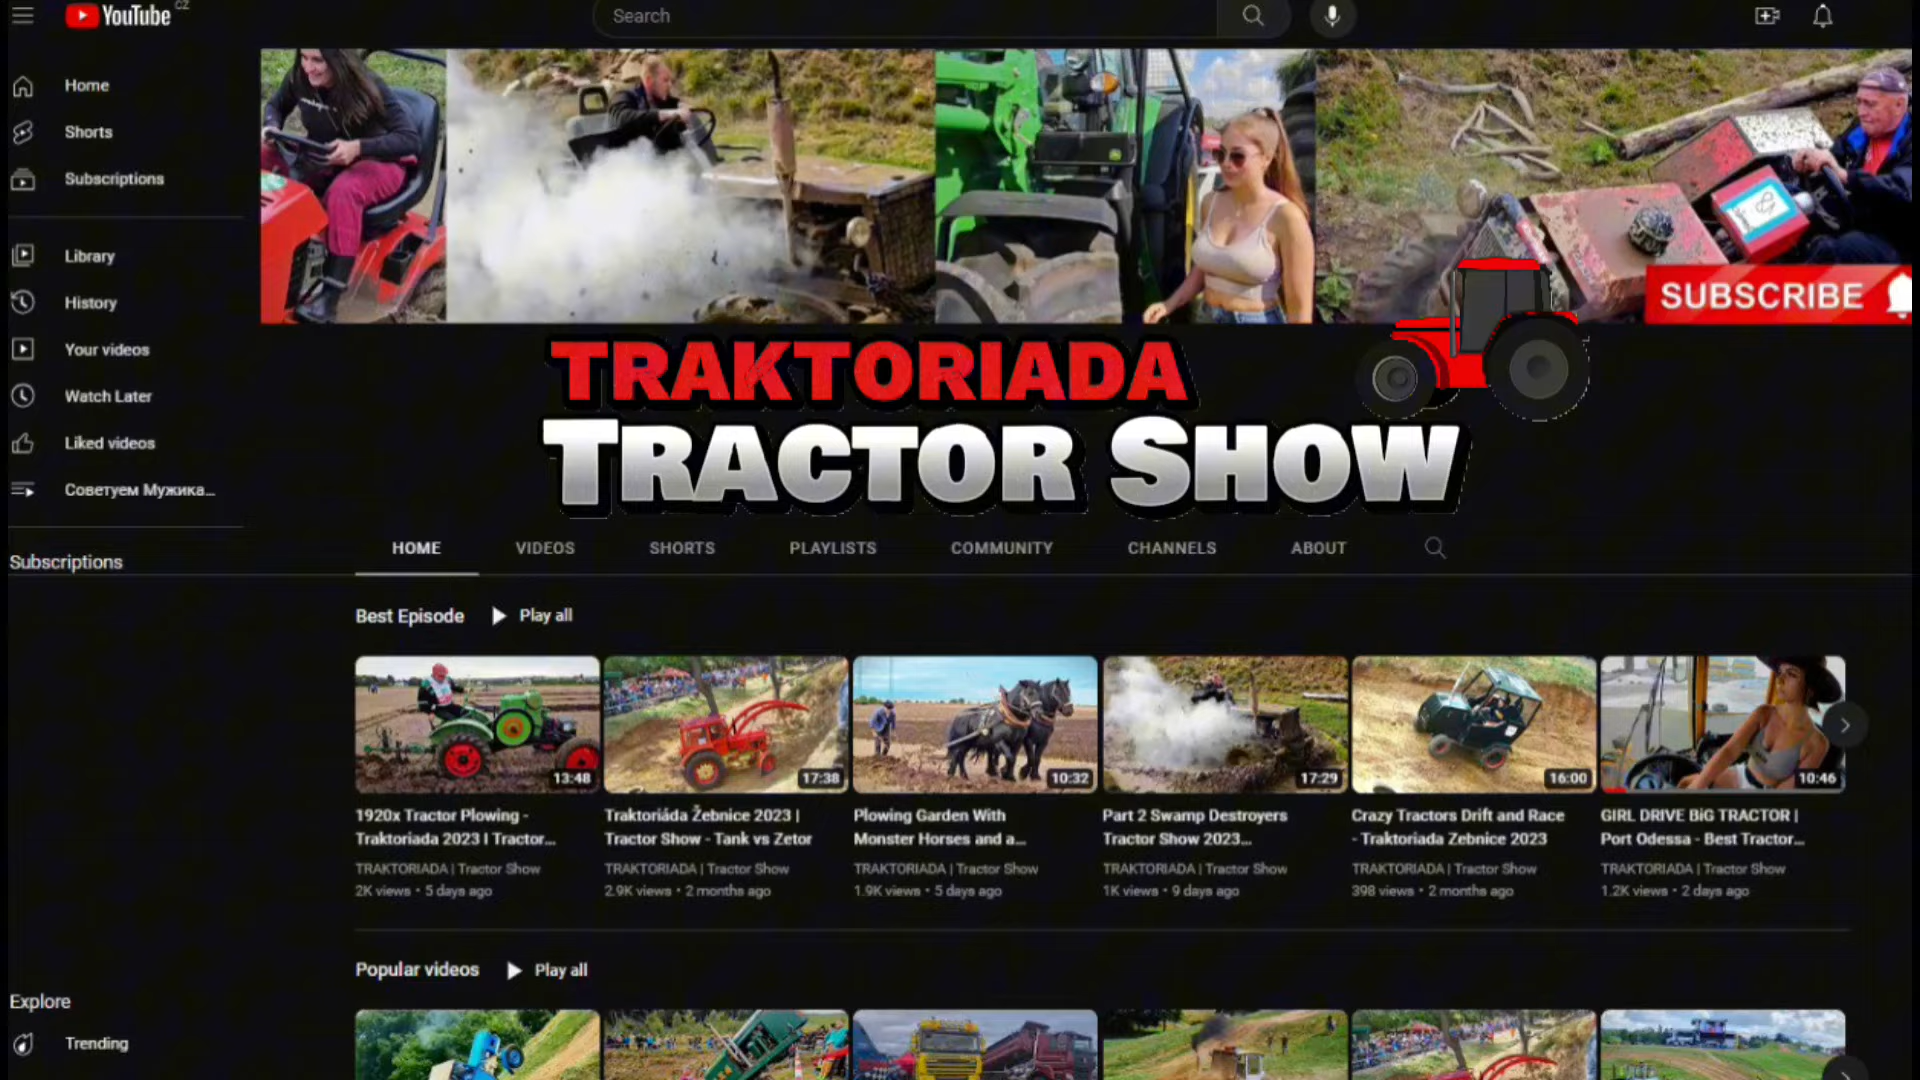 YouTube CZ
Search
Home
Shorts
Subscriptions
Library
History
Your videos
Watch Later
Liked videos
Советуем Мужика...
Subscriptions
Explore
Trending
SUBSCRIBE
TRAKTORIADA
TRACTOR SHOW
HOME VIDEOS SHORTS PLAYLISTS COMMUNITY CHANNELS ABOUT
Best Episode Play all
13:48
17:38
10:32
17:29
16:00
10:46
1920x Tractor Plowing -
Traktoriada 2023 I Tractor...
TRAKTORIADA | Tractor Show
2K views • 5 days ago
Traktoriáda Žebnice 2023 |
Tractor Show - Tank vs Zetor
TRAKTORIADA | Tractor Show
2.9K views • 2 months ago
Plowing Garden With
Monster Horses and a...
TRAKTORIADA | Tractor Show
1.9K views • 5 days ago
Part 2 Swamp Destroyers
Tractor Show 2023...
TRAKTORIADA | Tractor Show
1K views • 9 days ago
Crazy Tractors Drift and Race
- Traktoriada Zebnice 2023
TRAKTORIADA | Tractor Show
398 views • 2 months ago
GIRL DRIVE BiG TRACTOR |
Port Odessa - Best Tractor...
TRAKTORIADA | Tractor Show
1.2K views • 2 days ago
Popular videos Play all